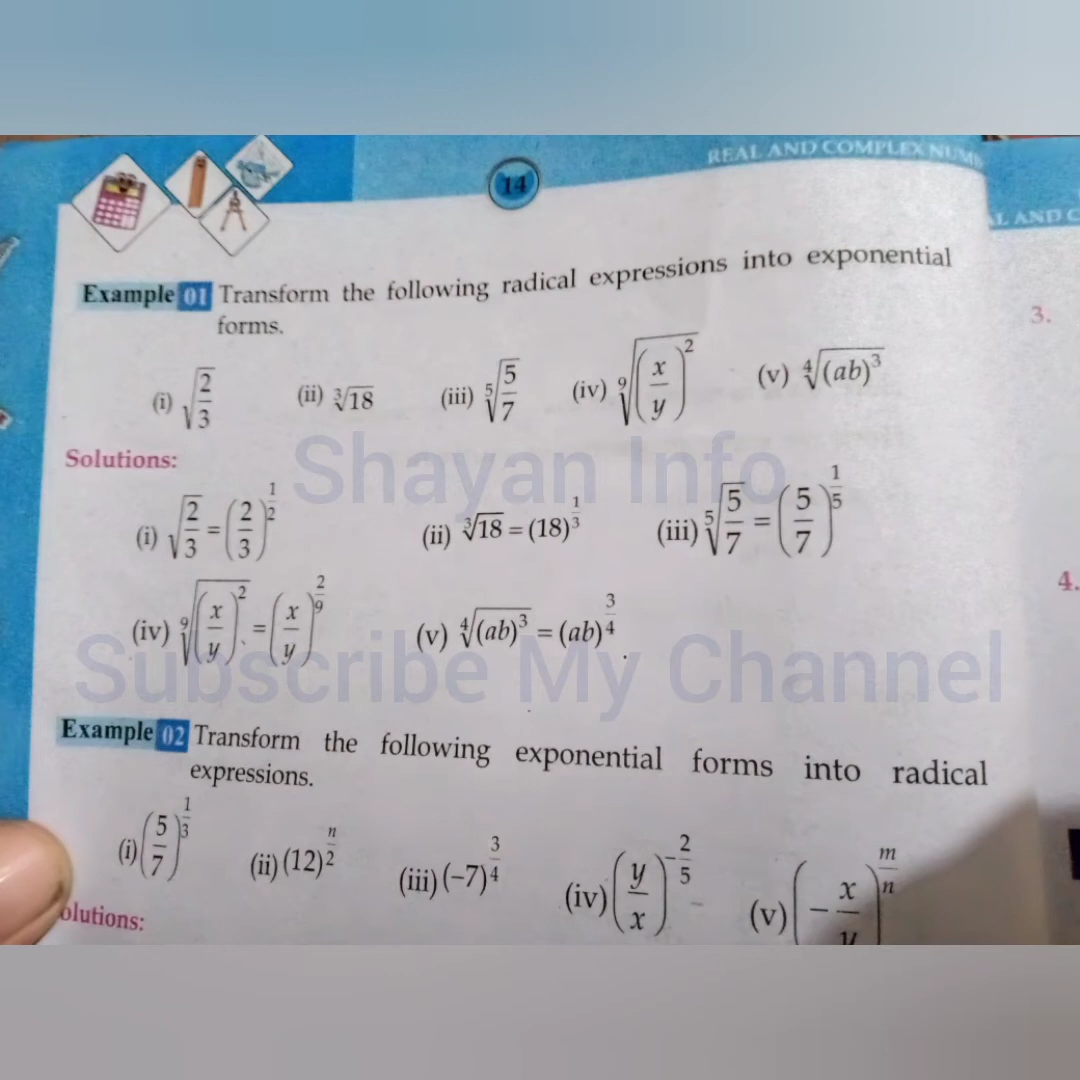 REAL AND COMPLEX NUM
14
L AND C
Example 01 Transform the following radical expressions into exponential
forms.
3.
(i) √(2/3) (ii) ∛18 (iii) ⁵√(5/7) (iv) ⁹√((x/y)²) (v) ⁴√((ab)³)
Shayan Info
Solutions:
(i) √(2/3) = (2/3)^(1/2) (ii) ∛18 = (18)^(1/3) (iii) ⁵√(5/7) = (5/7)^(1/5)
4.
(iv) ⁹√((x/y)²) = (x/y)^(2/9) (v) ⁴√((ab)³) = (ab)^(3/4).
Subscribe My Channel
Example 02 Transform the following exponential forms into radical
expressions.
(i) (5/7)^(1/3) (ii) (12)^(n/2) (iii) (−7)^(3/4) (iv) (y/x)^(−2/5) (v) (−x/y)^(m/n)
olutions: